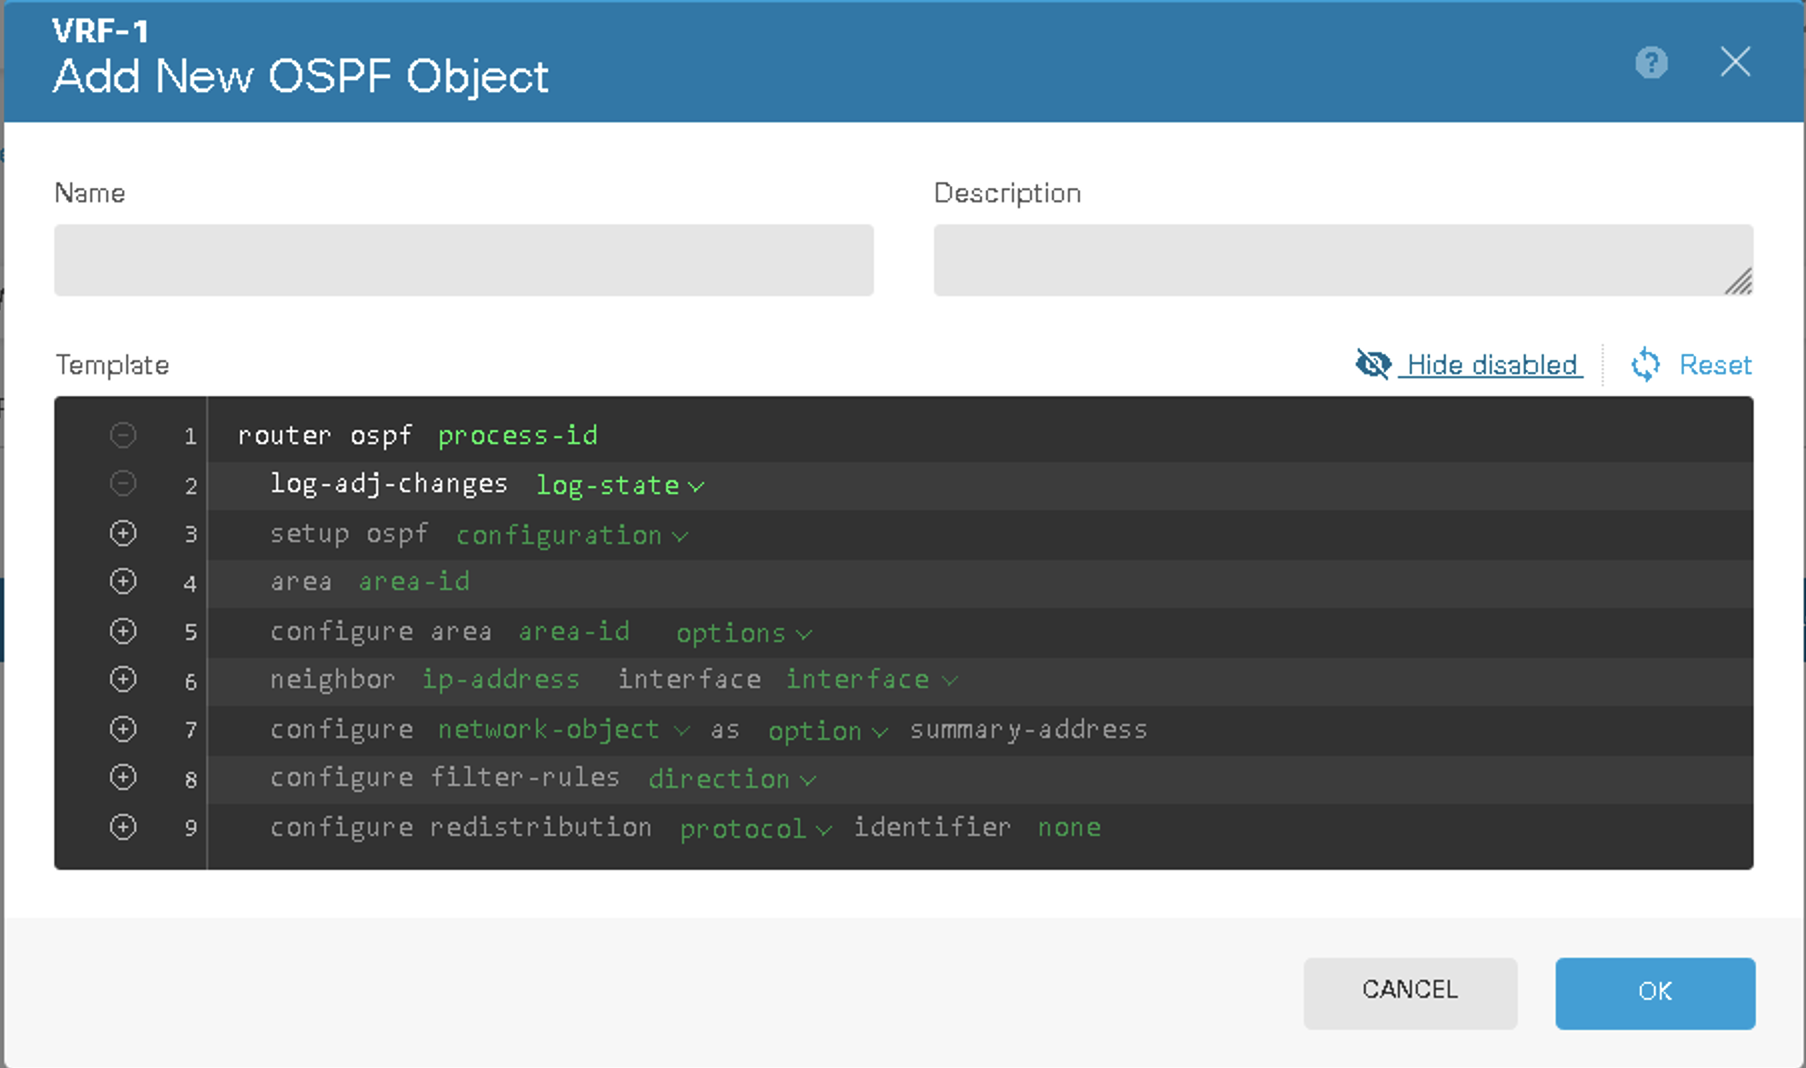 VRF-1
Add New OSPF Object
?
Name
Description
Template
Hide disabled
Reset
1 router ospf process-id
2 log-adj-changes log-state
3 setup ospf configuration
4 area area-id
5 configure area area-id options
6 neighbor ip-address interface interface
7 configure network-object as option summary-address
8 configure filter-rules direction
9 configure redistribution protocol identifier none
CANCEL
OK